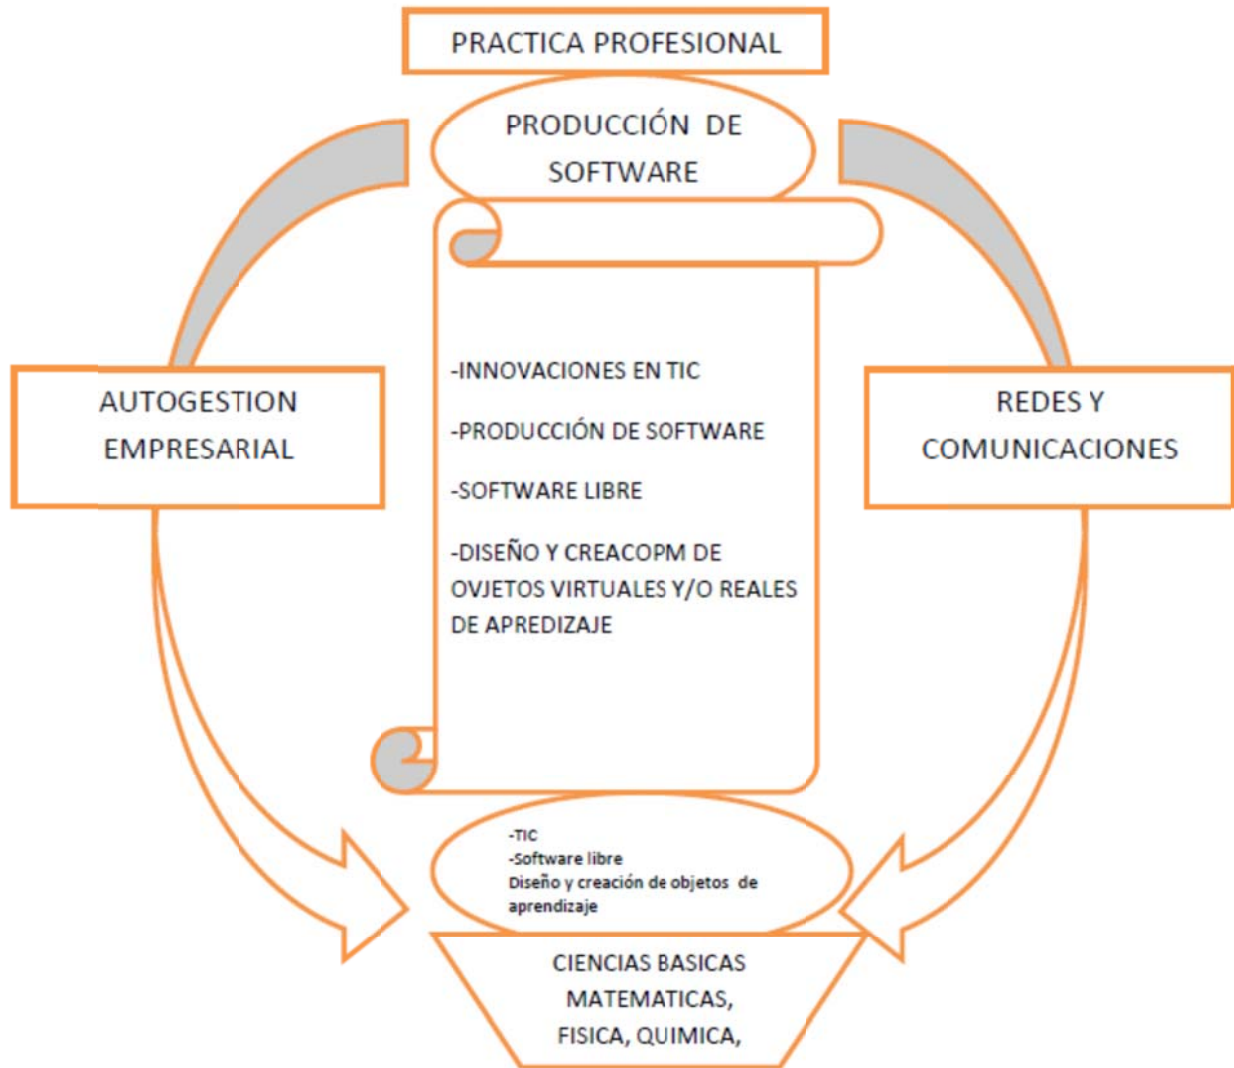 PRACTICA PROFESIONAL
PRODUCCIÓN DE
SOFTWARE
AUTOGESTION
EMPRESARIAL
-INNOVACIONES EN TIC
-PRODUCCIÓN DE SOFTWARE
-SOFTWARE LIBRE
-DISEÑO Y CREACOPM DE
OVJETOS VIRTUALES Y/O REALES
DE APREDIZAJE
REDES Y
COMUNICACIONES
-TIC
-Software libre
Diseño y creación de objetos de
aprendizaje
CIENCIAS BASICAS
MATEMATICAS,
FISICA, QUIMICA,